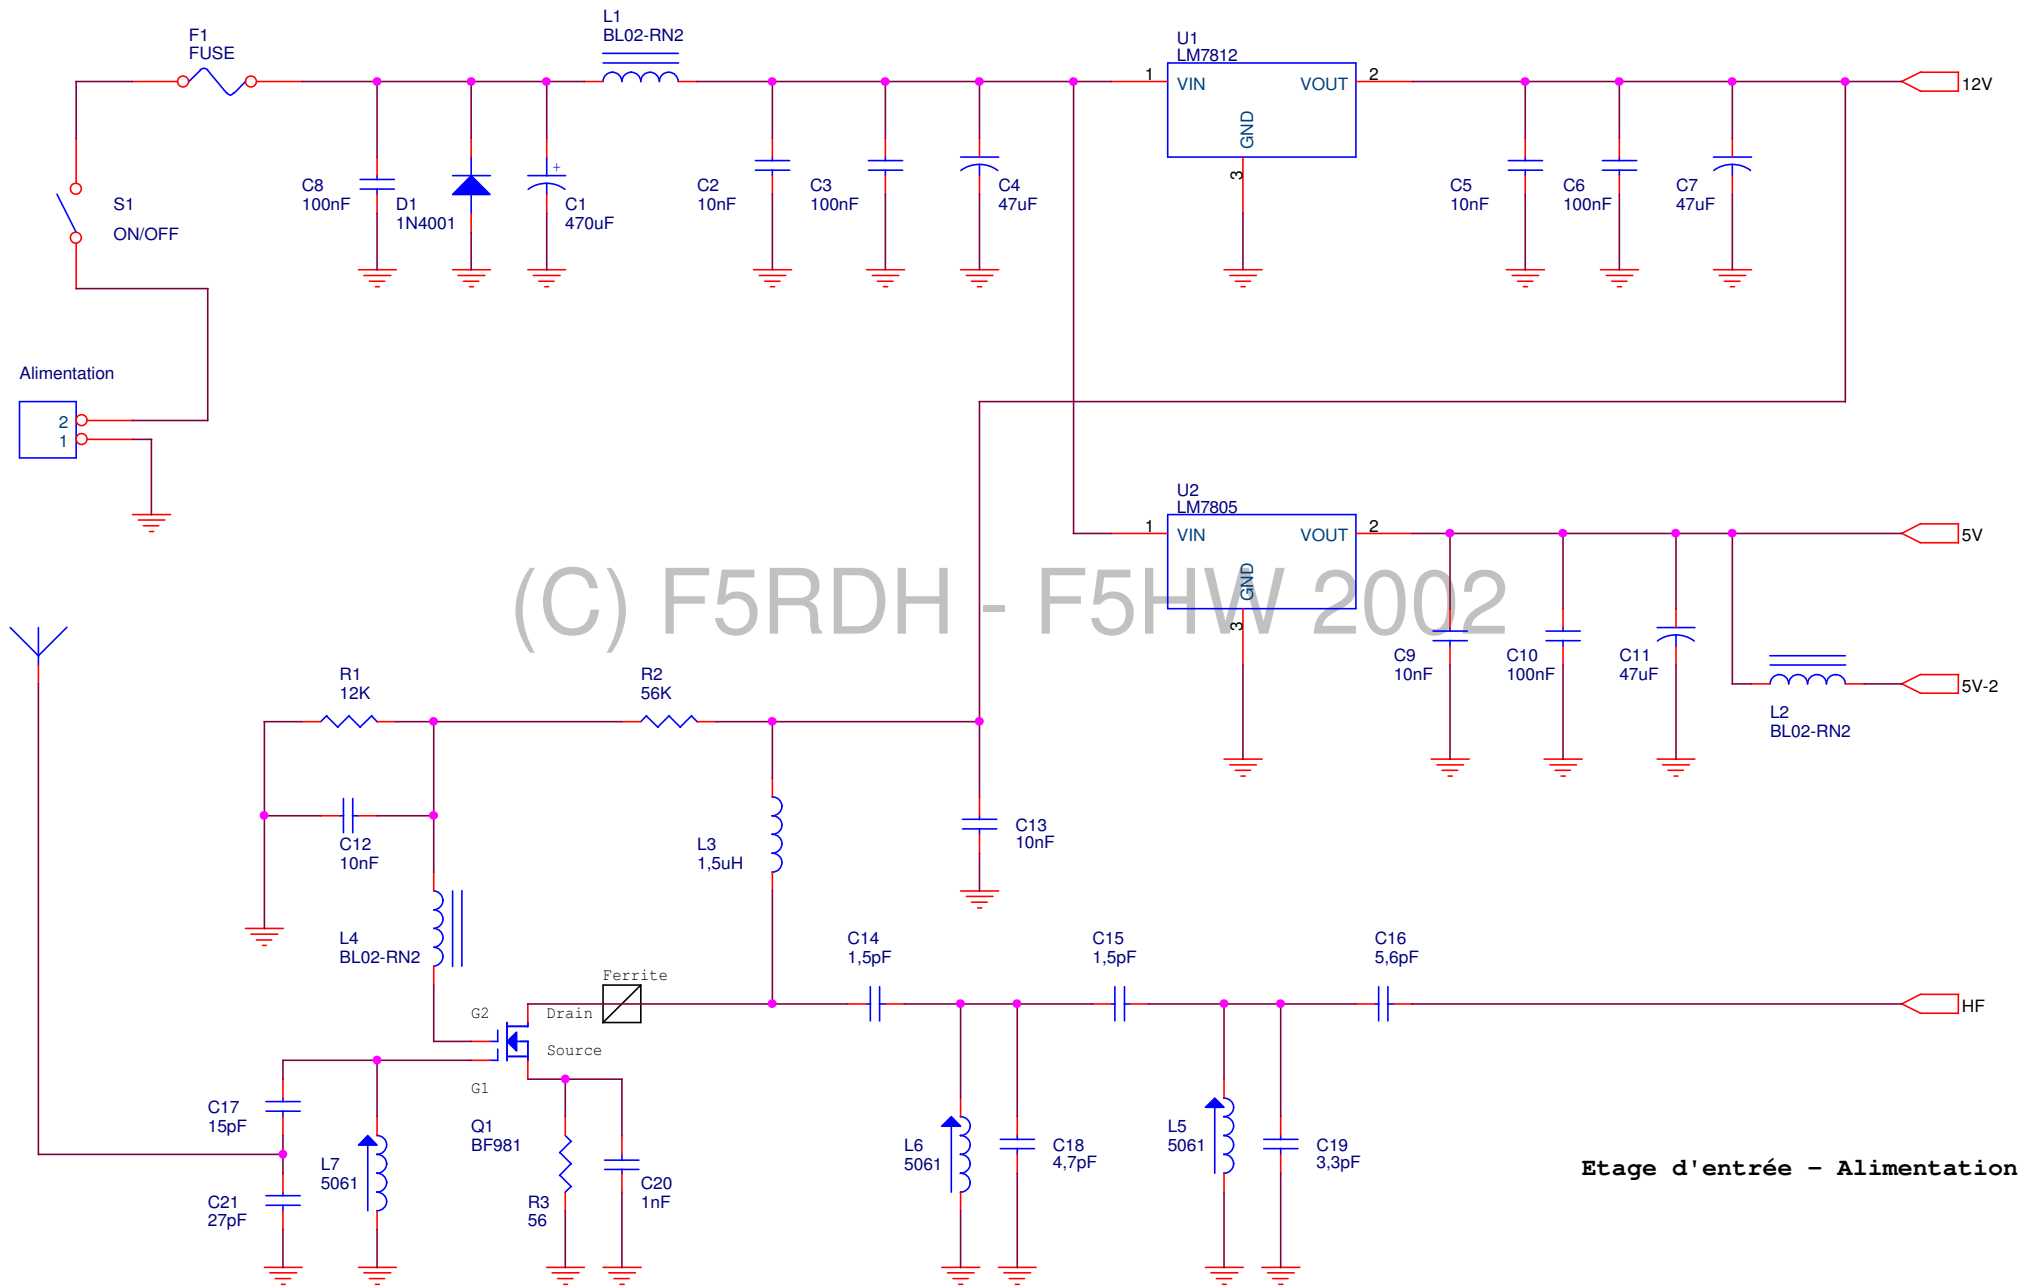 F1
FUSE
L1
BL02-RN2
U1
LM7812
1
VIN
VOUT
2
GND
3
12V
S1
ON/OFF
C8
100nF
D1
1N4001
+
C1
470uF
C2
10nF
C3
100nF
C4
47uF
C5
10nF
C6
100nF
C7
47uF
Alimentation
2
1
U2
LM7805
1
VIN
VOUT
2
GND
3
5V
(C) F5RDH - F5HW 2002
C9
10nF
C10
100nF
C11
47uF
5V-2
L2
BL02-RN2
R1
12K
R2
56K
C12
10nF
L3
1,5uH
C13
10nF
L4
BL02-RN2
Ferrite
C14
1,5pF
C15
1,5pF
C16
5,6pF
G2
Drain
Source
G1
HF
C17
15pF
Q1
BF981
L7
5061
C21
27pF
R3
56
C20
1nF
L6
5061
C18
4,7pF
L5
5061
C19
3,3pF
Etage d'entrée - Alimentation